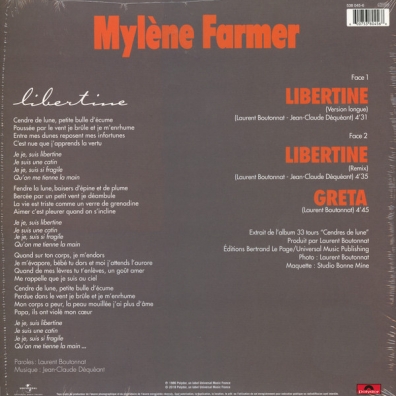 Mylène Farmer
libertine
Cendre de lune, petite bulle d'écume
Poussée par le vent je brûle et je m'enrhume
Entre mes dunes reposent mes infortunes
C'est nue que j'apprends la vertu
Je je, suis libertine
Je suis une catin
Je je, suis si fragile
Qu'on me tienne la main
Fendre la lune, baisers d'épine et de plume
Bercée par un petit vent je déambule
La vie est triste comme un verre de grenadine
Aimer c'est pleurer quand on s'incline
Je je, suis libertine
Je suis une catin
Je je, suis si fragile
Qu'on me tienne la main
Quand sur ton corps, je m'endors
Je m'évapore, bébé tu dors et moi j'attends l'aurore
Quand de mes lèvres tu t'enlèves, un goût amer
Me rappelle que je suis au ciel
Cendre de lune, petite bulle d'écume
Perdue dans le vent je brûle et je m'enrhume
Mon corps a peur, la peau mouillée j'ai plus d'âme
Papa, ils ont violé mon cœur
Je je, suis libertine
Je suis une catin
Je je, suis si fragile
Qu'on me tienne la main ...
Paroles : Laurent Boutonnat
Musique : Jean-Claude Déquéant
Face 1
LIBERTINE
(Version longue)
(Laurent Boutonnat - Jean-Claude Déquéant) 4'31
Face 2
LIBERTINE
(Remix)
(Laurent Boutonnat - Jean-Claude Déquéant) 4'35
GRETA
(Laurent Boutonnat) 4'45
Extrait de l'album 33 tours "Cendres de lune"
Produit par Laurent Boutonnat
Editions Bertrand Le Page/Universal Music Publishing
Photo : Laurent Boutonnat
Maquette : Studio Bonne Mine